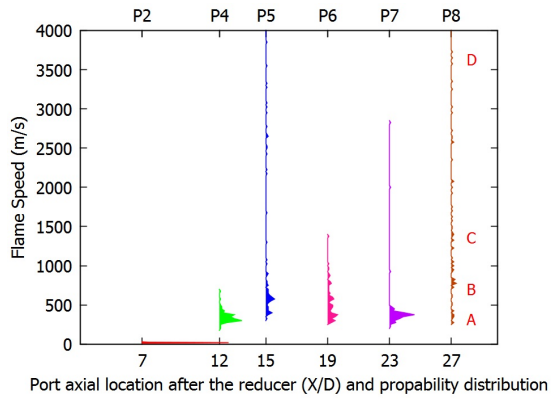 P2 P4 P5 P6 P7 P8
4000
3500
3000
2500
2000
1500
1000
500
0
Flame Speed (m/s)
D
C
B
A
7 12 15 19 23 27
Port axial location after the reducer (X/D) and propability distribution